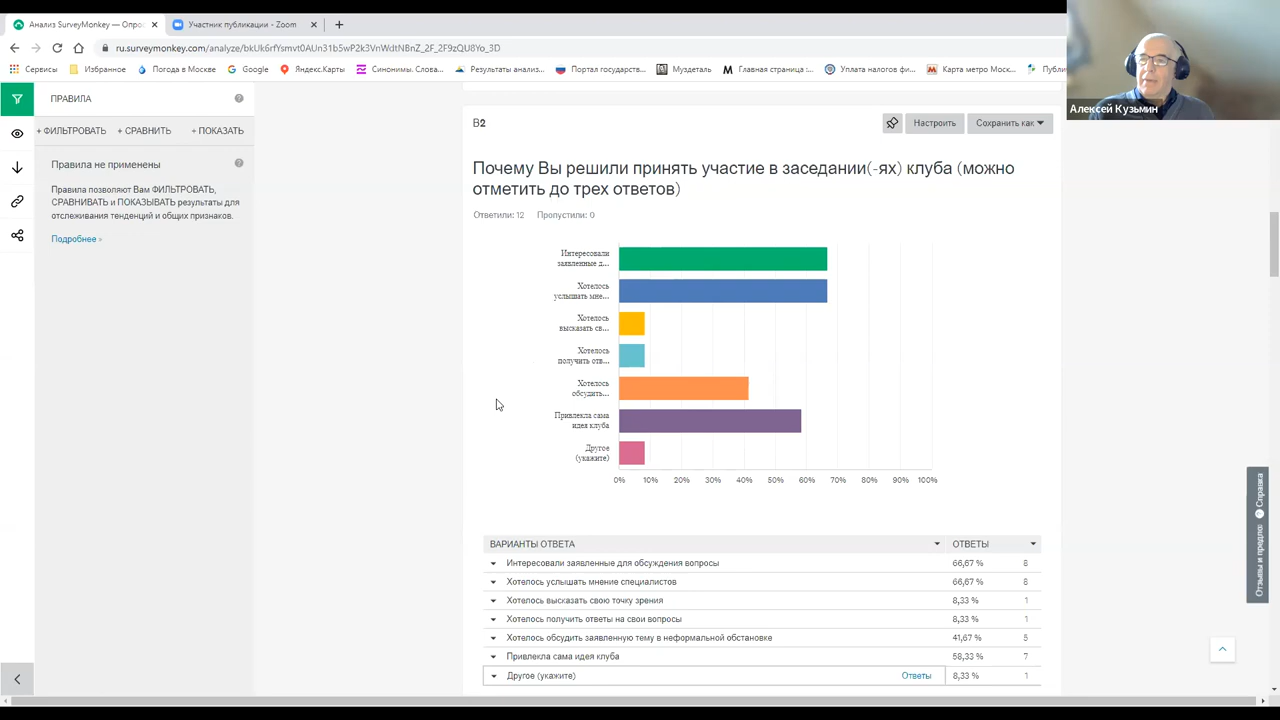 Анализ SurveyMonkey — Опро
Участник публикации - Zoom
ru.surveymonkey.com/analyze/bkUk6rfYsmvt0AUn31b5wP2k3VnWdtNBnZ_2F_2F9zQU8Yo_3D
Сервисы
Избранное
Погода в Москве
Google
Яндекс.Карты
Синонимы. Слова...
Результаты анализ...
Портал государств...
Муздеталь
Главная страница :...
Уплата налогов фи...
Карта метро Моск...
Публи
Алексей Кузьмин
ПРАВИЛА
+ ФИЛЬТРОВАТЬ
+ СРАВНИТЬ
+ ПОКАЗАТЬ
Правила не применены
Правила позволяют Вам ФИЛЬТРОВАТЬ,
СРАВНИВАТЬ и ПОКАЗЫВАТЬ результаты для
отслеживания тенденций и общих признаков.
Подробнее »
В2
Настроить
Сохранить как
Почему Вы решили принять участие в заседании(-ях) клуба (можно
отметить до трех ответов)
Ответили: 12
Пропустили: 0
Интересовали
заявленные д...
Хотелось
услышать мне...
Хотелось
высказать св...
Хотелось
получить отв...
Хотелось
обсудить...
Привлекла сама
идея клуба
Другое
(укажите)
0% 10% 20% 30% 40% 50% 60% 70% 80% 90% 100%
ВАРИАНТЫ ОТВЕТА
ОТВЕТЫ
Интересовали заявленные для обсуждения вопросы 66,67 % 8
Хотелось услышать мнение специалистов 66,67 % 8
Хотелось высказать свою точку зрения 8,33 % 1
Хотелось получить ответы на свои вопросы 8,33 % 1
Хотелось обсудить заявленную тему в неформальной обстановке 41,67 % 5
Привлекла сама идея клуба 58,33 % 7
Другое (укажите) Ответы 8,33 % 1
Справка
Отзывы и предло